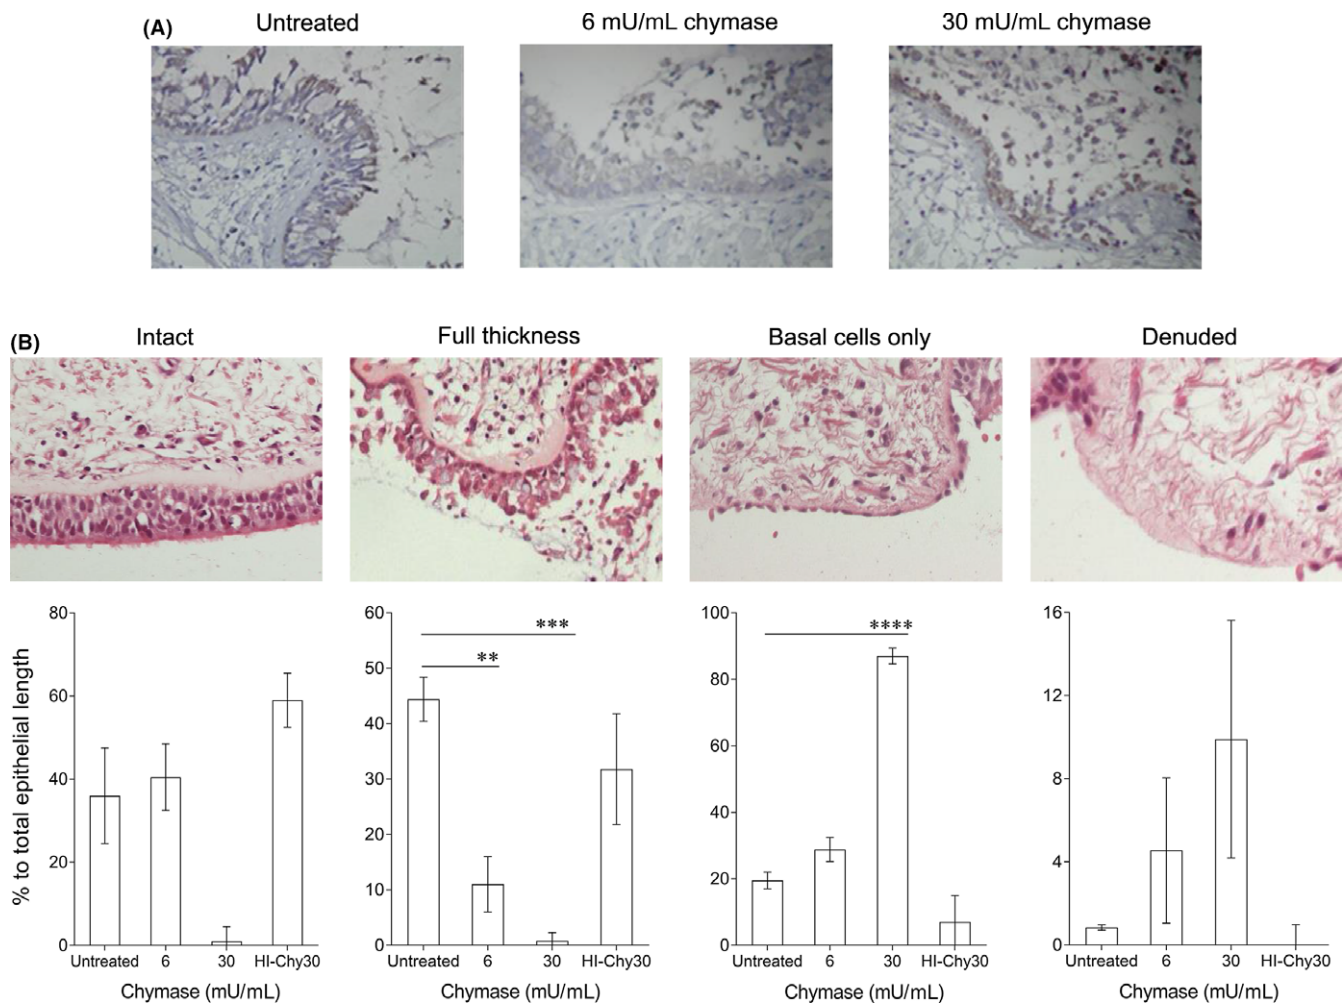 (A)
Untreated
6 mU/mL chymase
30 mU/mL chymase
(B)
Intact
Full thickness
Basal cells only
Denuded
% to total epithelial length
80
60
40
20
0
Untreated
6
30
HI-Chy30
Chymase (mU/mL)
60
50
40
30
20
10
0
***
**
Untreated
6
30
HI-Chy30
Chymase (mU/mL)
100
80
60
40
20
0
****
Untreated
6
30
HI-Chy30
Chymase (mU/mL)
16
12
8
4
0
Untreated
6
30
HI-Chy30
Chymase (mU/mL)